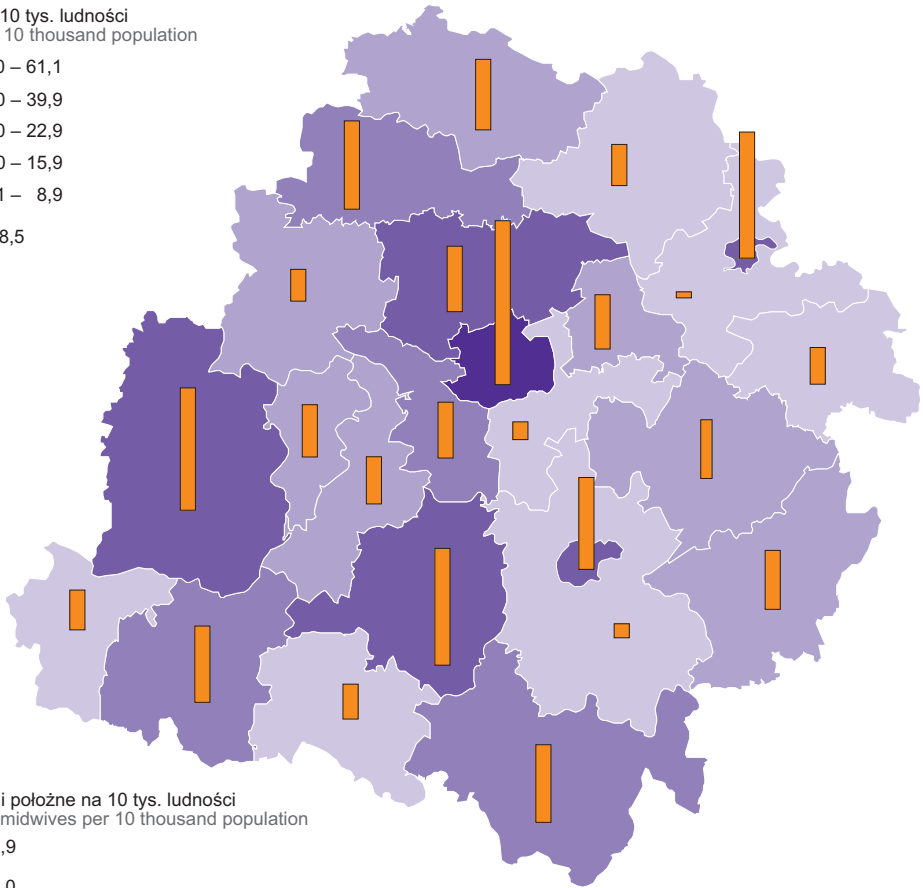 10 tys. ludności
10 thousand population
0 – 61,1
0 – 39,9
0 – 22,9
0 – 15,9
1 – 8,9
8,5
i położne na 10 tys. ludności
midwives per 10 thousand population
,9
,0